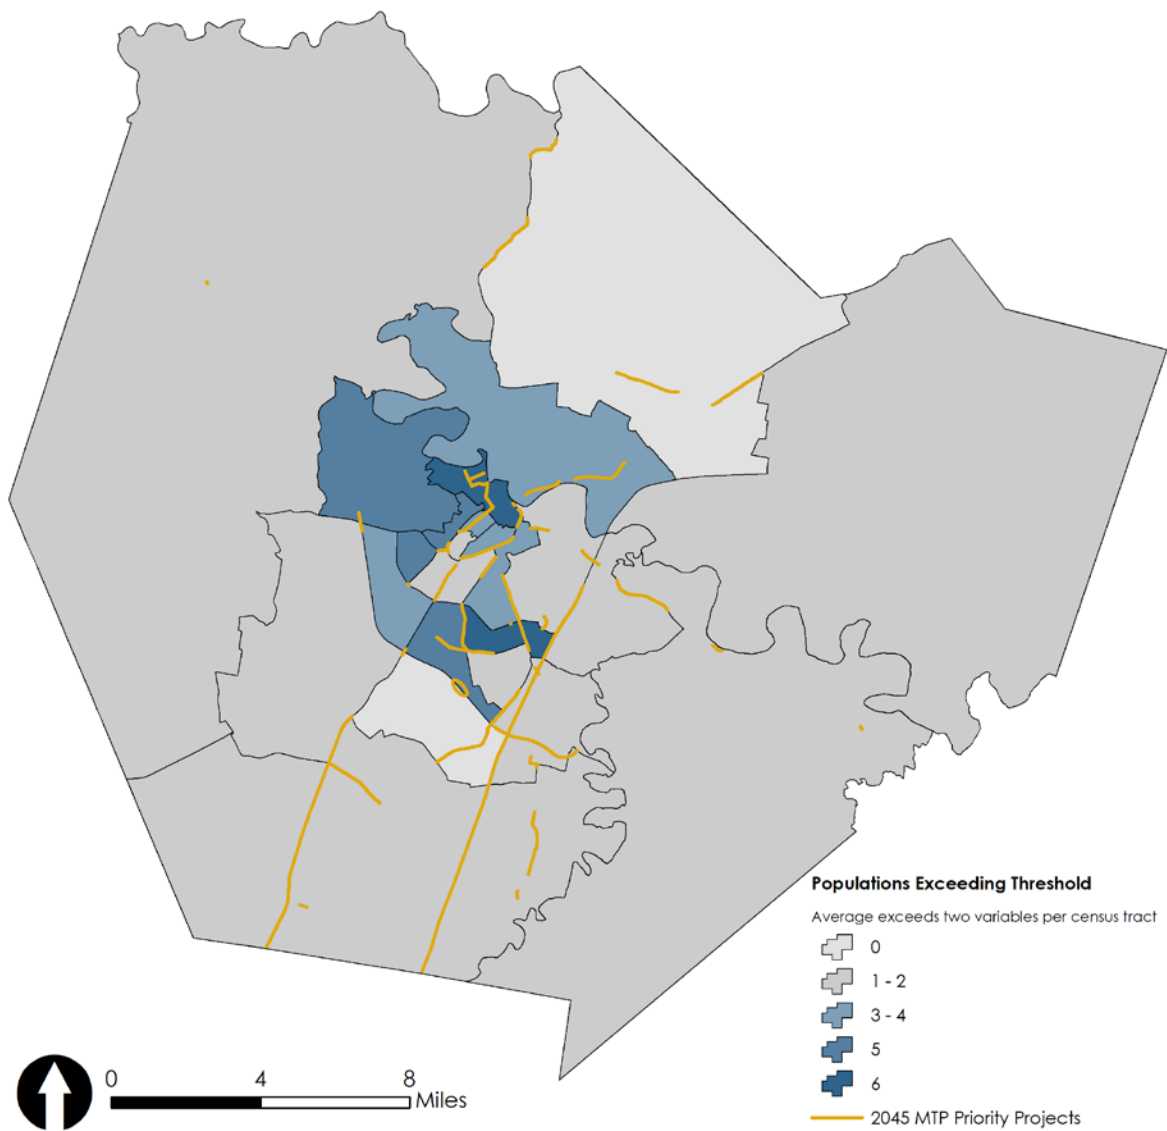 Populations Exceeding Threshold
Average exceeds two variables per census tract
0
1 - 2
3 - 4
5
6
2045 MTP Priority Projects
0 4 8
Miles